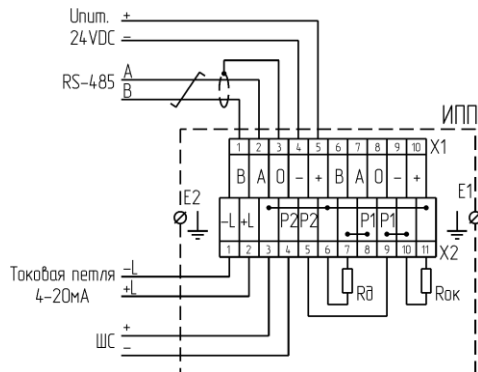 Uпит. +
24VDC -
RS-485 A
B
ИПП
1 2 3 4 5 6 7 8 9 10 X1
B A 0 - + B A 0 - +
E2 E1
-L +L P2 P2 P1 P1
1 2 3 4 5 6 7 8 9 10 11 X2
Токовая петля -L
4-20мА +L
Rд Rок
ШС +
-